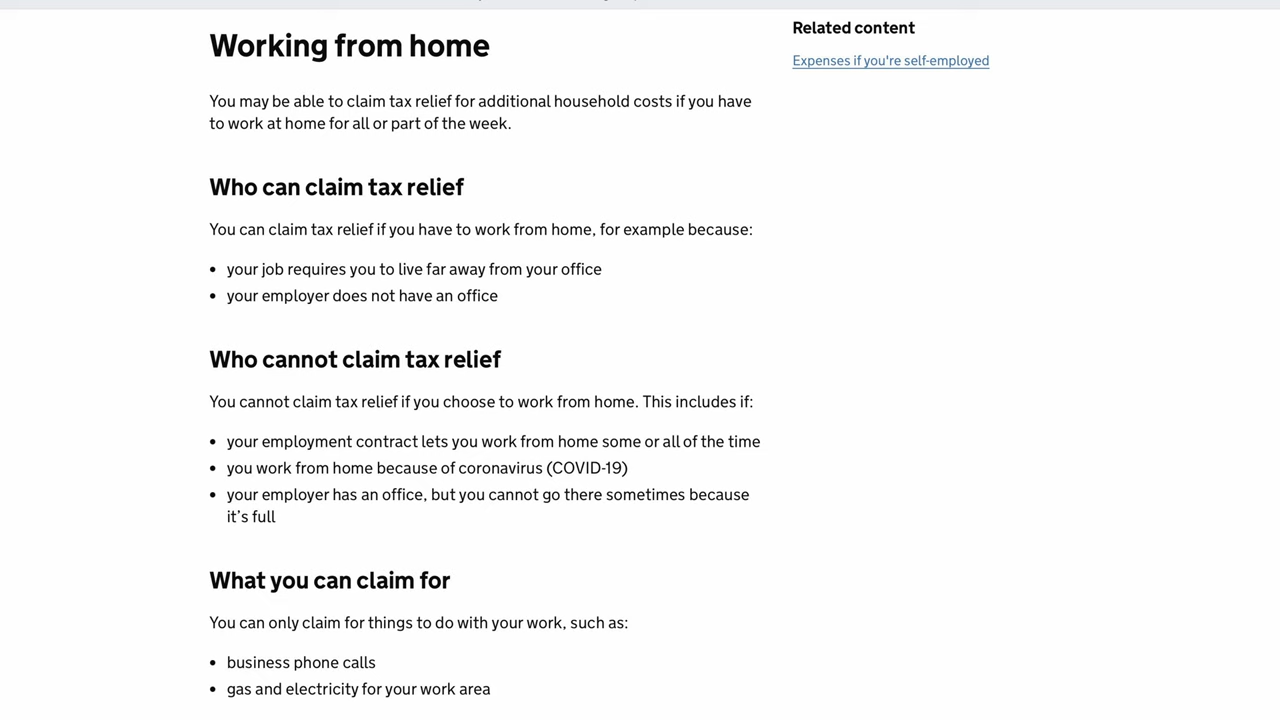 Working from home
You may be able to claim tax relief for additional household costs if you have
to work at home for all or part of the week.
Who can claim tax relief
You can claim tax relief if you have to work from home, for example because:
• your job requires you to live far away from your office
• your employer does not have an office
Who cannot claim tax relief
You cannot claim tax relief if you choose to work from home. This includes if:
• your employment contract lets you work from home some or all of the time
• you work from home because of coronavirus (COVID-19)
• your employer has an office, but you cannot go there sometimes because
it's full
What you can claim for
You can only claim for things to do with your work, such as:
• business phone calls
• gas and electricity for your work area
Related content
Expenses if you're self-employed